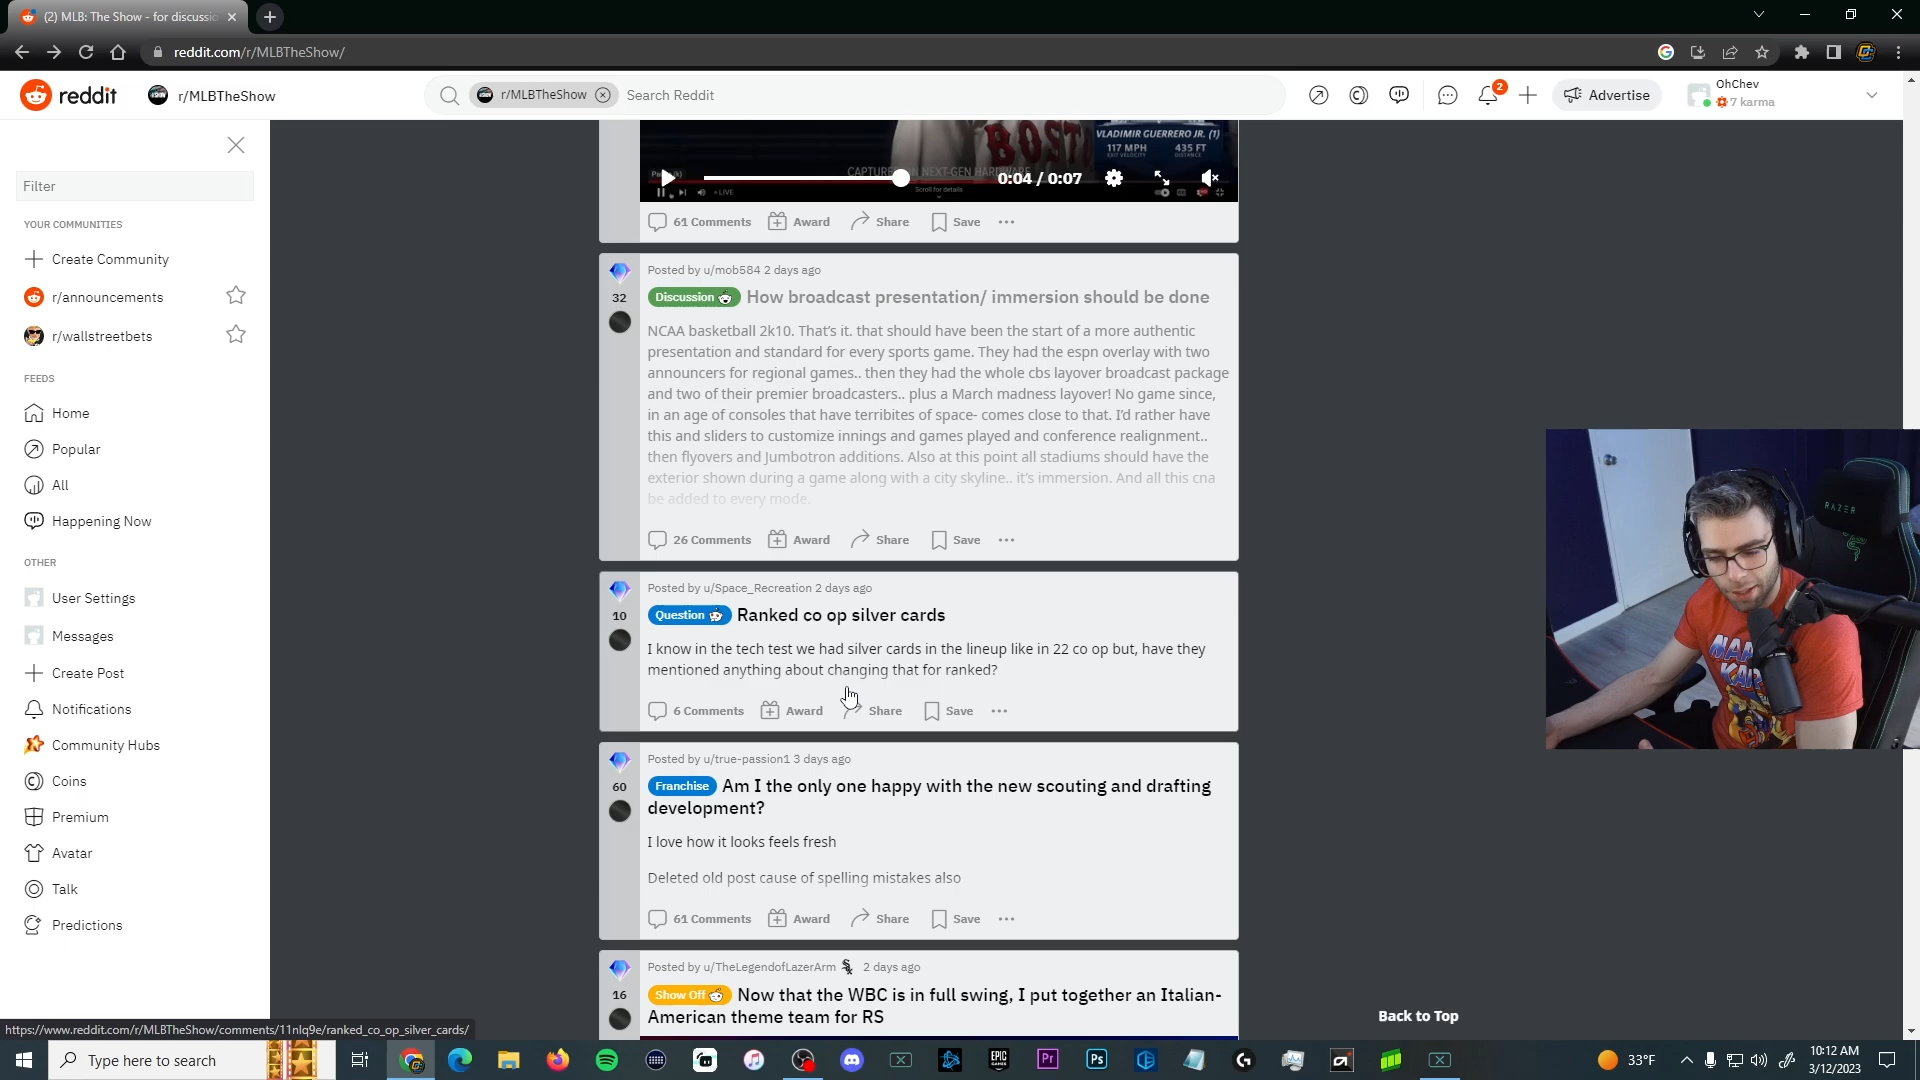 (2) MLB: The Show - for discussi
reddit.com/r/MLBTheShow/
reddit
r/MLBTheShow
r/MLBTheShow
Search Reddit
2
Advertise
OhChev
7 karma
Filter
YOUR COMMUNITIES
Create Community
r/announcements
r/wallstreetbets
FEEDS
Home
Popular
All
Happening Now
OTHER
User Settings
Messages
Create Post
Notifications
Community Hubs
Coins
Premium
Avatar
Talk
Predictions
BOST
VLADIMIR GUERRERO JR. (1)
117 MPH 435 FT
EXIT VELOCITY DISTANCE
0:04 / 0:07
LIVE
Scroll for details
61 Comments Award Share Save
Posted by u/mob584 2 days ago
32
Discussion How broadcast presentation/ immersion should be done
NCAA basketball 2k10. That's it. that should have been the start of a more authentic
presentation and standard for every sports game. They had the espn overlay with two
announcers for regional games.. then they had the whole cbs layover broadcast package
and two of their premier broadcasters.. plus a March madness layover! No game since,
in an age of consoles that have terribites of space- comes close to that. I'd rather have
this and sliders to customize innings and games played and conference realignment..
then flyovers and Jumbotron additions. Also at this point all stadiums should have the
exterior shown during a game along with a city skyline.. it's immersion. And all this cna
be added to every mode.
26 Comments Award Share Save
Posted by u/Space_Recreation 2 days ago
10
Question Ranked co op silver cards
I know in the tech test we had silver cards in the lineup like in 22 co op but, have they
mentioned anything about changing that for ranked?
6 Comments Award Share Save
Posted by u/true-passion1 3 days ago
60
Franchise Am I the only one happy with the new scouting and drafting
development?
I love how it looks feels fresh
Deleted old post cause of spelling mistakes also
61 Comments Award Share Save
Posted by u/TheLegendofLazerArm 2 days ago
16
Show Off Now that the WBC is in full swing, I put together an Italian-
American theme team for RS
Back to Top
RAZER
https://www.reddit.com/r/MLBTheShow/comments/11nlq9e/ranked_co_op_silver_cards/
Type here to search
EPIC
GAMES
Pr
Ps
33°F
10:12 AM
3/12/2023